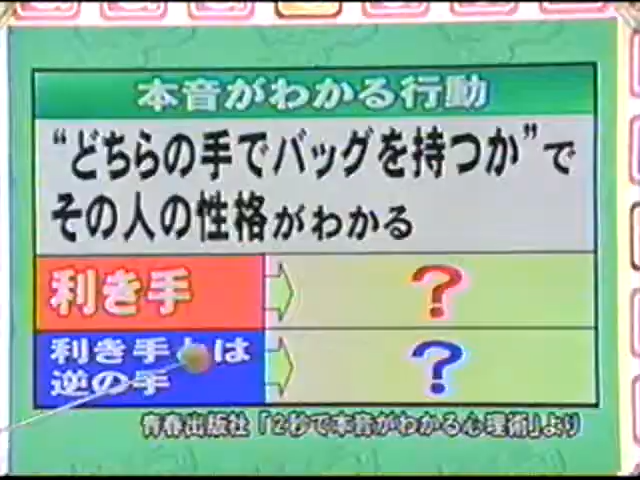 本音がわかる行動
“どちらの手でバッグを持つか”で
その人の性格がわかる
利き手
?
利き手とは
逆の手
?
青春出版社「2秒で本音がわかる心理術」より